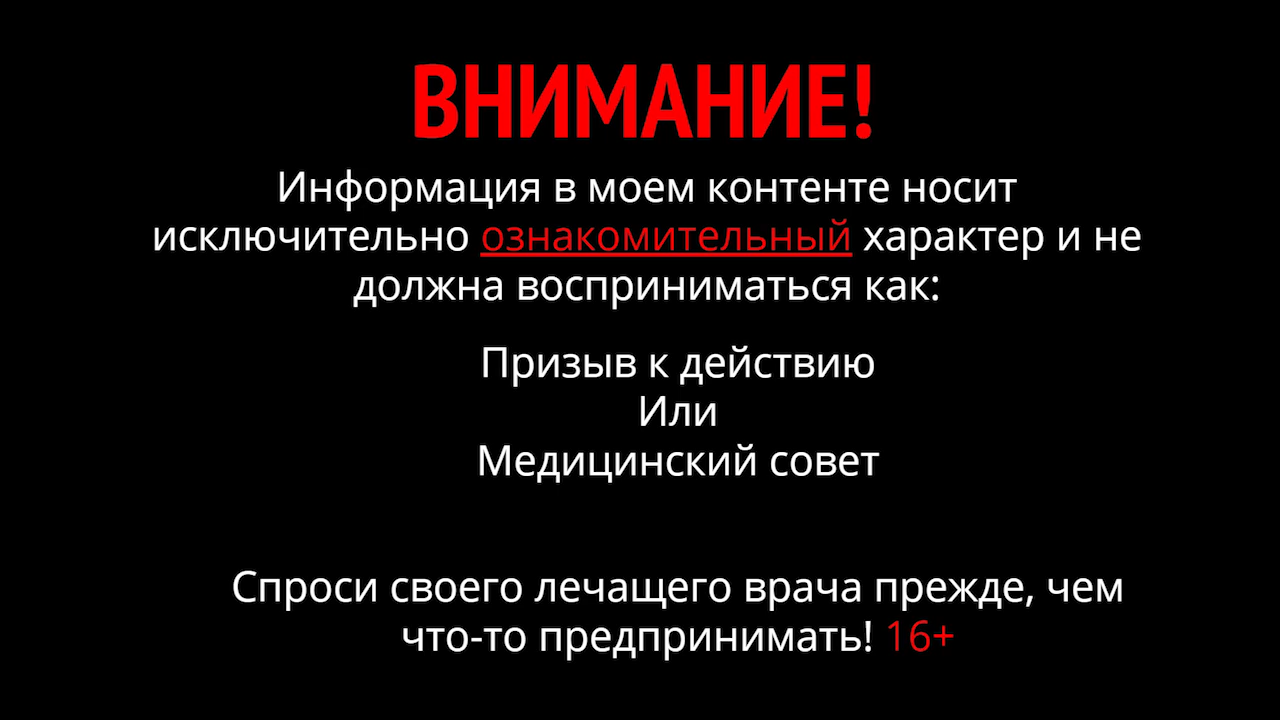 ВНИМАНИЕ!
Информация в моем контенте носит
исключительно ознакомительный характер и не
должна восприниматься как:
Призыв к действию
Или
Медицинский совет
Спроси своего лечащего врача прежде, чем
что-то предпринимать! 16+